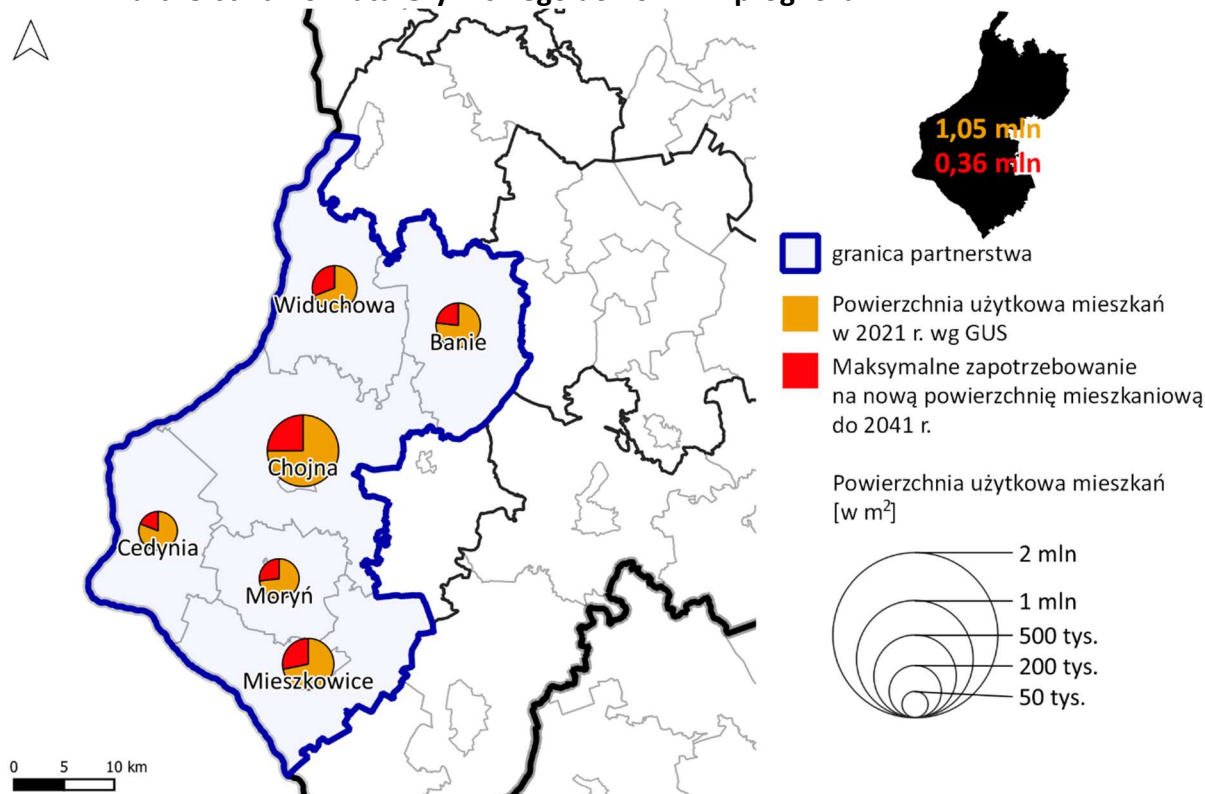 1,05 mln
0,36 mln
granica partnerstwa
Powierzchnia użytkowa mieszkań
w 2021 r. wg GUS
Maksymalne zapotrzebowanie
na nową powierzchnię mieszkaniową
do 2041 r.
Powierzchnia użytkowa mieszkań
[w m²]
2 mln
1 mln
500 tys.
200 tys.
50 tys.
Widuchowa
Banie
Chojna
Cedynia
Moryń
Mieszkowice
0 5 10 km